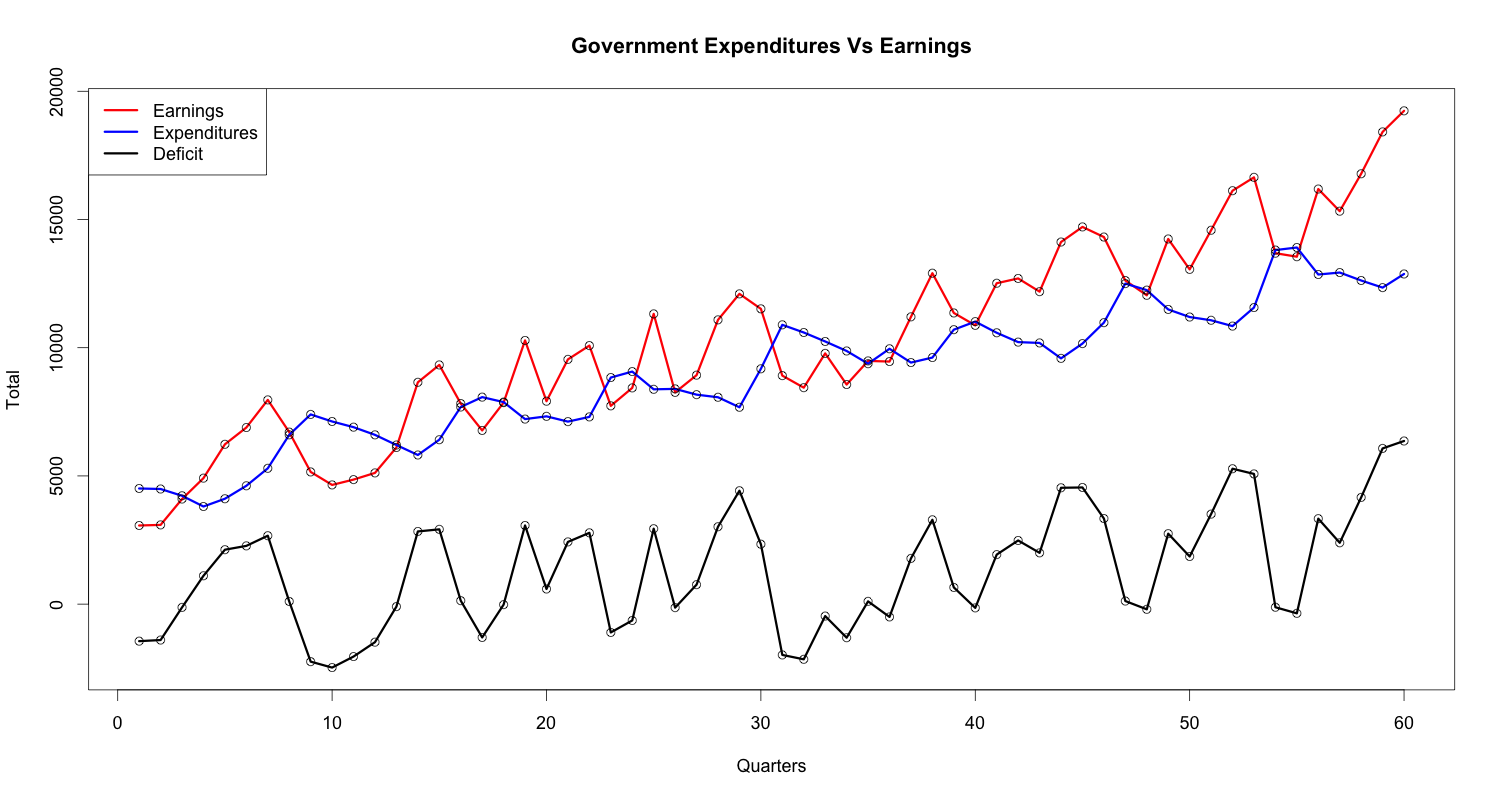 Government Expenditures Vs Earnings
Earnings
Expenditures
Deficit
Total
20000
15000
10000
5000
0
0 10 20 30 40 50 60
Quarters